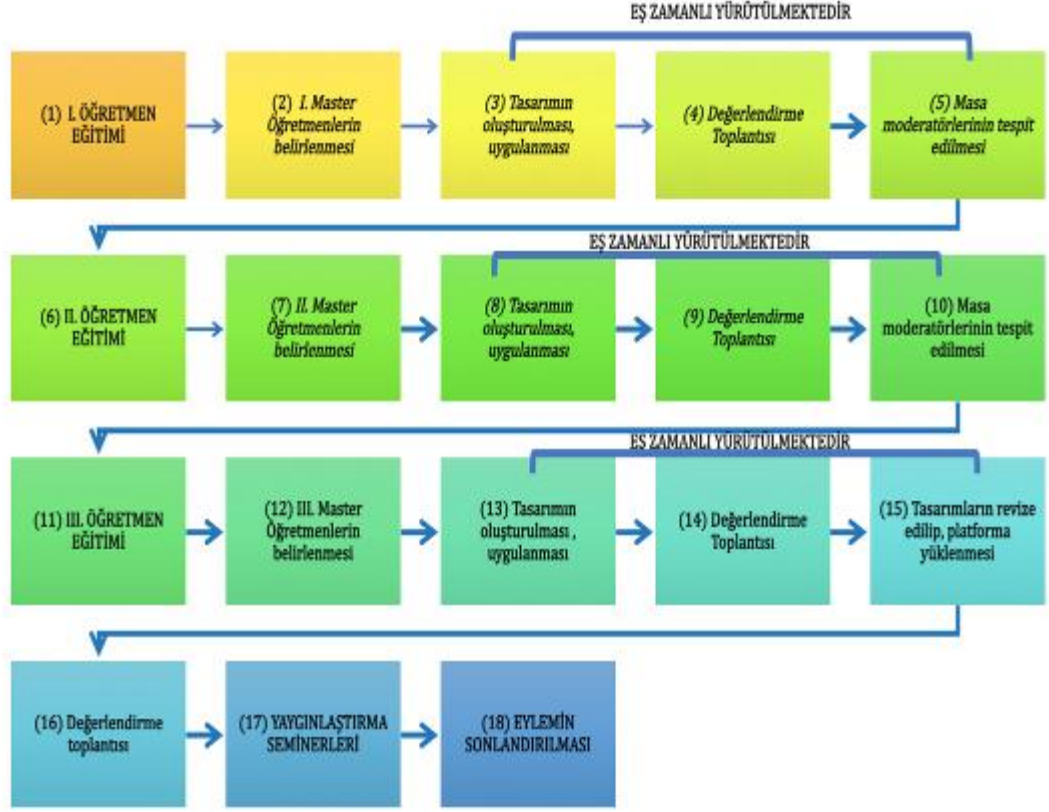 EŞ ZAMANLI YÜRÜTÜLMEKTEDİR
(1) I. ÖĞRETMEN
EĞİTİMİ
(2) I. Master
Öğretmenlerin
belirlenmesi
(3) Tasarımın
oluşturulması,
uygulanması
(4) Değerlendirme
Toplantısı
(5) Masa
moderatörlerinin tespit
edilmesi
EŞ ZAMANLI YÜRÜTÜLMEKTEDİR
(6) II. ÖĞRETMEN
EĞİTİMİ
(7) II. Master
Öğretmenlerin
belirlenmesi
(8) Tasarımın
oluşturulması,
uygulanması
(9) Değerlendirme
Toplantısı
(10) Masa
moderatörlerinin tespit
edilmesi
EŞ ZAMANLI YÜRÜTÜLMEKTEDİR
(11) III. ÖĞRETMEN
EĞİTİMİ
(12) III. Master
Öğretmenlerin
belirlenmesi
(13) Tasarımın
oluşturulması ,
uygulanması
(14) Değerlendirme
Toplantısı
(15) Tasarımların revize
edilip, platforma
yüklenmesi
(16) Değerlendirme
toplantısı
(17) YAYGINLAŞTIRMA
SEMİNERLERİ
(18) EYLEMİN
SONLANDIRILMASI